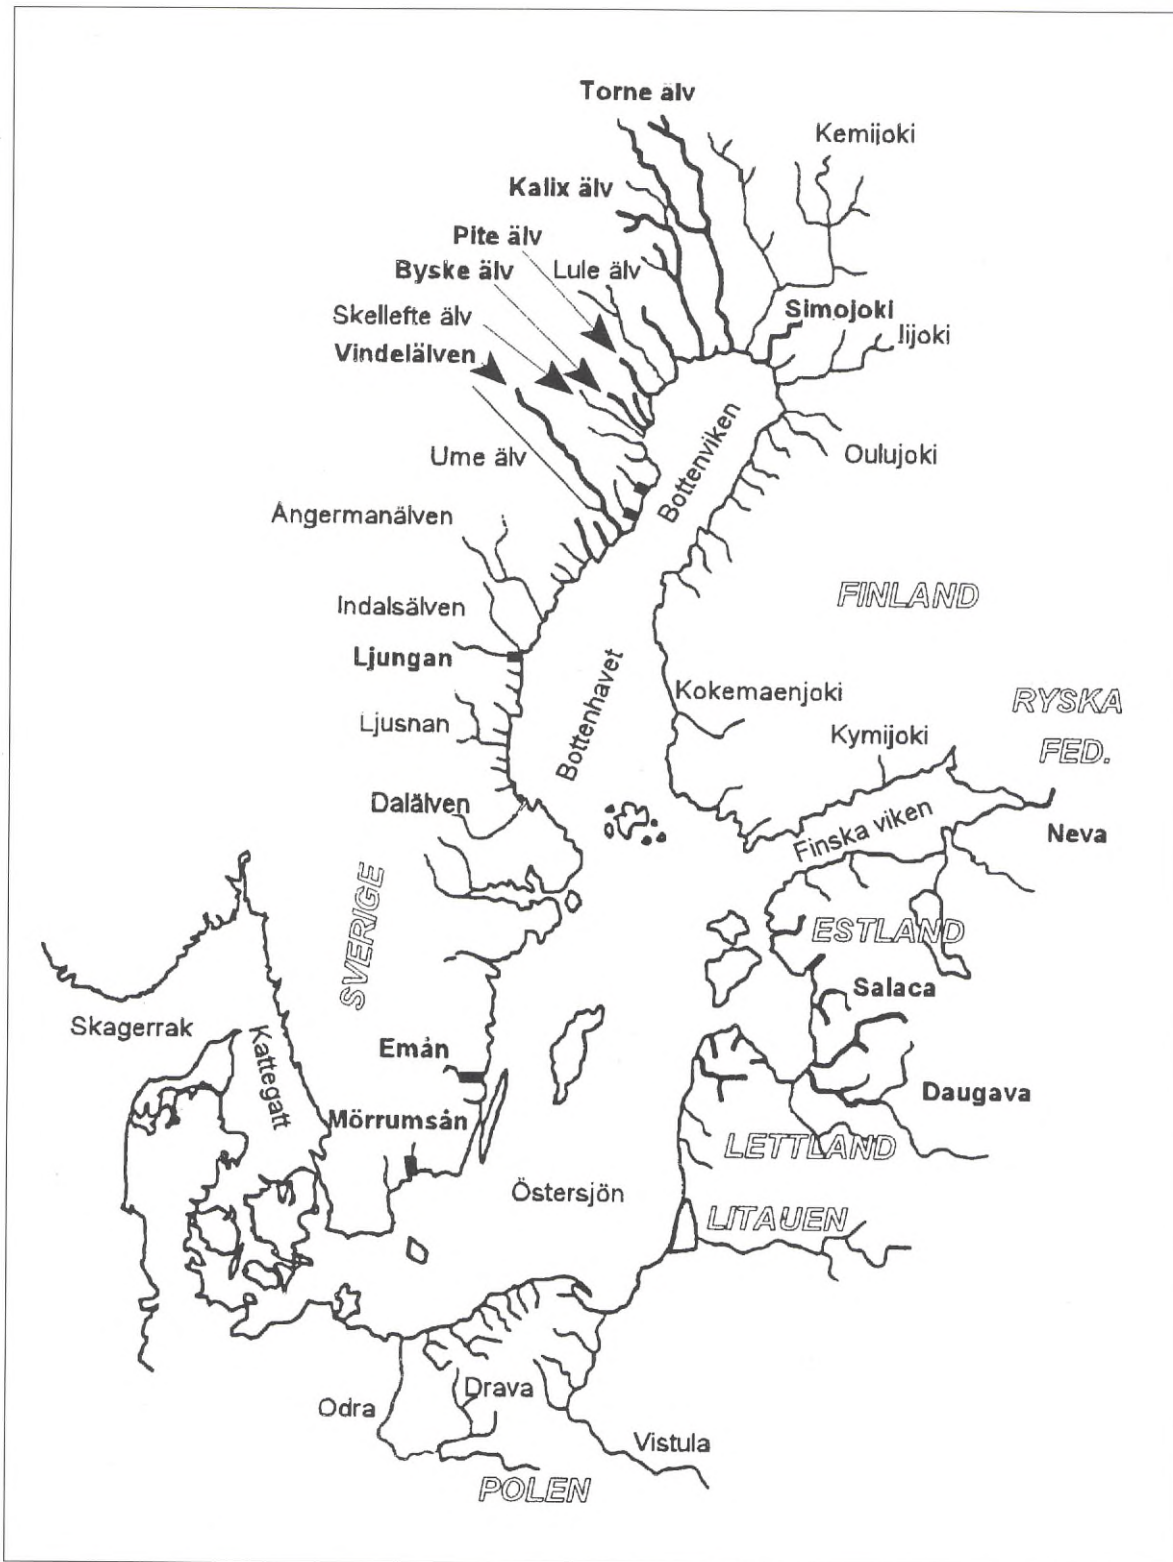 Torne älv
Kemijoki
Kalix älv
Pite älv
Byske älv
Lule älv
Skellefte älv
Simojoki
Iijoki
Vindelälven
Ume älv
Oulujoki
Bottenviken
Ångermanälven
FINLAND
Indalsälven
Ljungan
Kokemaenjoki
RYSKA
FED.
Ljusnan
Bottenhavet
Kymijoki
Dalälven
Finska viken
Neva
SVERIGE
ESTLAND
Salaca
Skagerrak
Kattegatt
Emån
Daugava
Mörrumsån
LETTLAND
Östersjön
LITAUEN
Drava
Odra
Vistula
POLEN